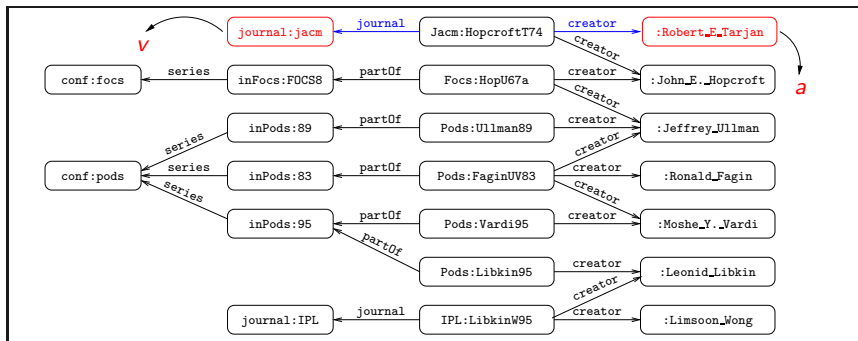 journal:jacm journal Jacm:HopcroftT74 creator :Robert_E_Tarjan
v
creator
a
conf:focs series inFocs:FOCS8 partOf Focs:HopU67a creator :John_E._Hopcroft
creator
inPods:89 partOf Pods:Ullman89 creator :Jeffrey_Ullman
series
creator
conf:pods series inPods:83 partOf Pods:FaginUV83 creator :Ronald_Fagin
series
creator
inPods:95 partOf Pods:Vardi95 creator :Moshe_Y._Vardi
partOf
Pods:Libkin95 creator :Leonid_Libkin
creator
journal:IPL journal IPL:LibkinW95 creator :Limsoon_Wong